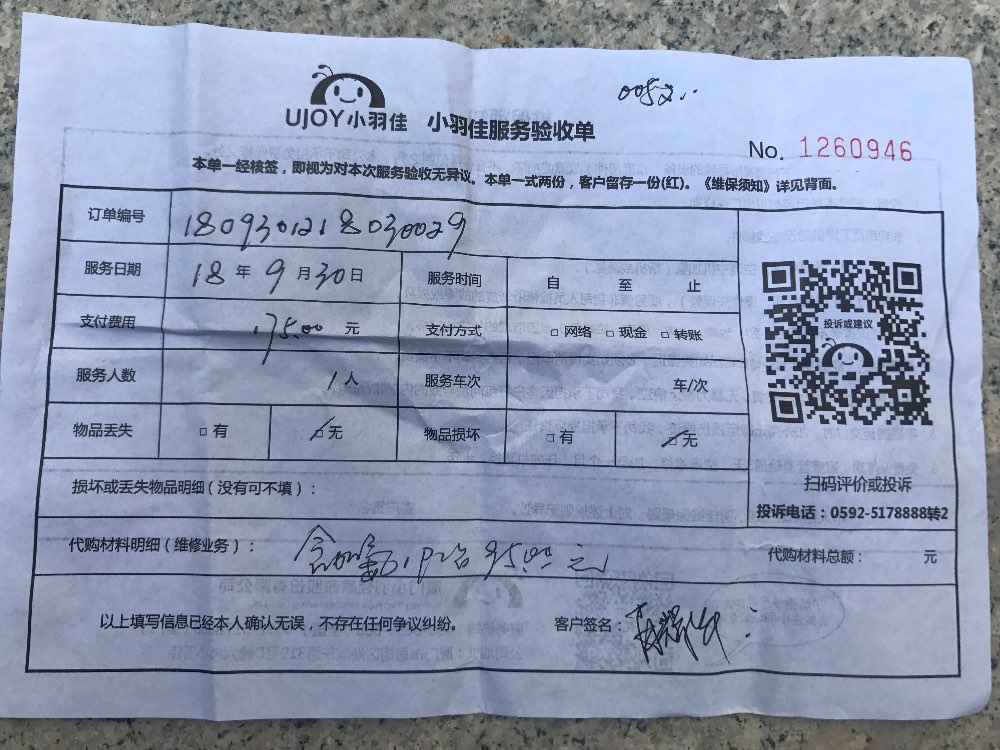 UJOY小羽佳 小羽佳服务验收单
No. 1260946
本单一经核签，即视为对本次服务验收无异议。本单一式两份，客户留存一份(红)。《维保须知》详见背面。
订单编号 1809301218030029
服务日期 18 年 9 月 30 日 服务时间 自 至 止
支付费用 元 支付方式 □ 网络 □ 现金 □ 转账
服务人数 1 人 服务车次 车/次
物品丢失 □ 有 □ 无 物品损坏 □ 有 □ 无
损坏或丢失物品明细（没有可不填）：
投诉或建议
扫码评价或投诉
投诉电话：0592-5178888转2
代购材料明细（维修业务）： 代购材料总额： 元
以上填写信息已经本人确认无误，不存在任何争议纠纷。 客户签名：